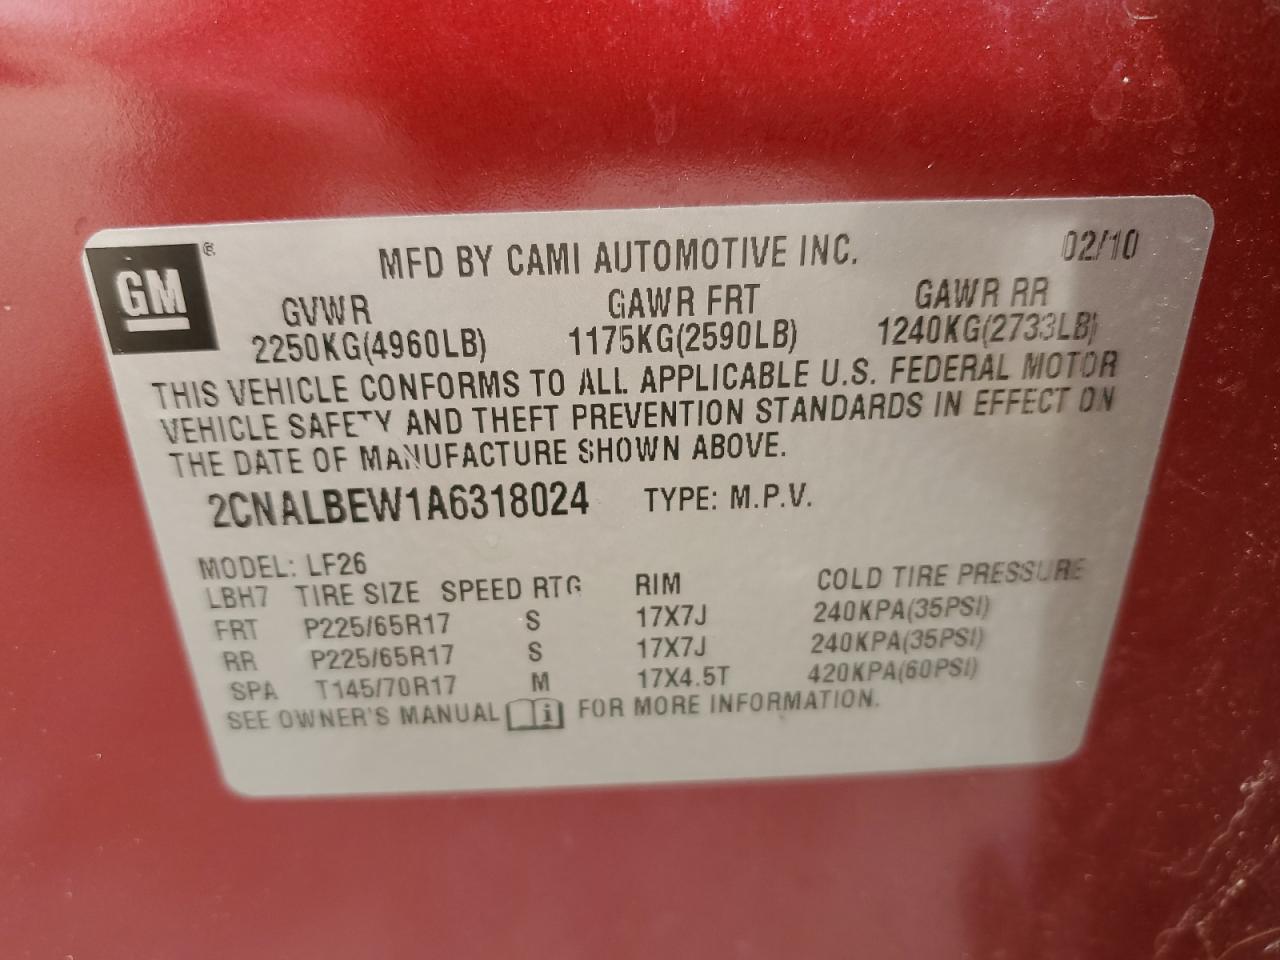 GM ®
MFD BY CAMI AUTOMOTIVE INC. 02/10
GVWR GAWR FRT GAWR RR
2250KG(4960LB) 1175KG(2590LB) 1240KG(2733LB)
THIS VEHICLE CONFORMS TO ALL APPLICABLE U.S. FEDERAL MOTOR
VEHICLE SAFETY AND THEFT PREVENTION STANDARDS IN EFFECT ON
THE DATE OF MANUFACTURE SHOWN ABOVE.
2CNALBEW1A6318024 TYPE: M.P.V.
MODEL: LF26
LBH7 TIRE SIZE SPEED RTG RIM COLD TIRE PRESSURE
FRT P225/65R17 S 17X7J 240KPA(35PSI)
RR P225/65R17 S 17X7J 240KPA(35PSI)
SPA T145/70R17 M 17X4.5T 420KPA(60PSI)
SEE OWNER'S MANUAL i FOR MORE INFORMATION.